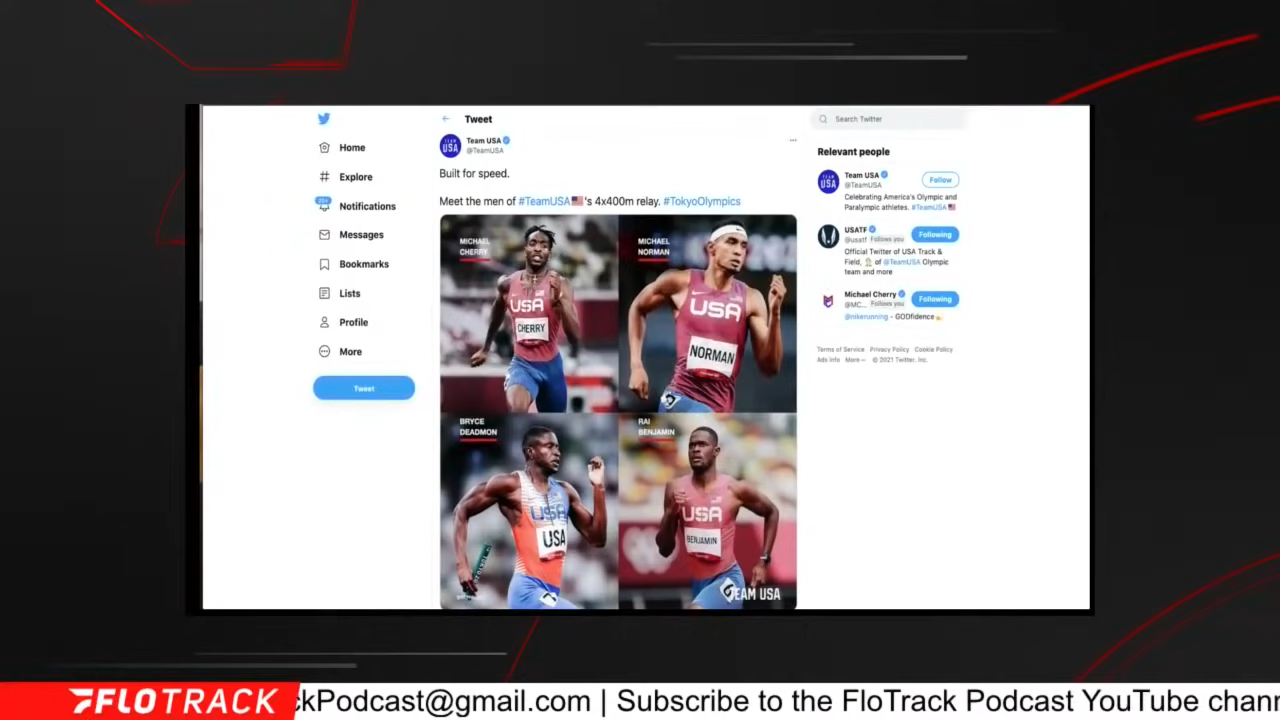 Tweet
Search Twitter
Team USA
@TeamUSA
Built for speed.
Meet the men of #TeamUSA's 4x400m relay. #TokyoOlympics
Home
Explore
Notifications
Messages
Bookmarks
Lists
Profile
More
Tweet
MICHAEL
CHERRY
USA
CHERRY
MICHAEL
NORMAN
USA
NORMAN
BRYCE
DEADMON
USA
USA
RAI
BENJAMIN
USA
BENJAMIN
TEAM USA
Relevant people
Team USA
@TeamUSA
Follow
Celebrating America's Olympic and
Paralympic athletes. #TeamUSA
USATF
@usatf Follows you
Following
Official Twitter of USA Track &
Field, of @TeamUSA Olympic
team and more
Michael Cherry
@MC... Follows you
Following
@nikerunning - GODfidence
Terms of Service Privacy Policy Cookie Policy
Ads info More © 2021 Twitter, Inc.
FLOTRACK
ckPodcast@gmail.com | Subscribe to the FloTrack Podcast YouTube chann